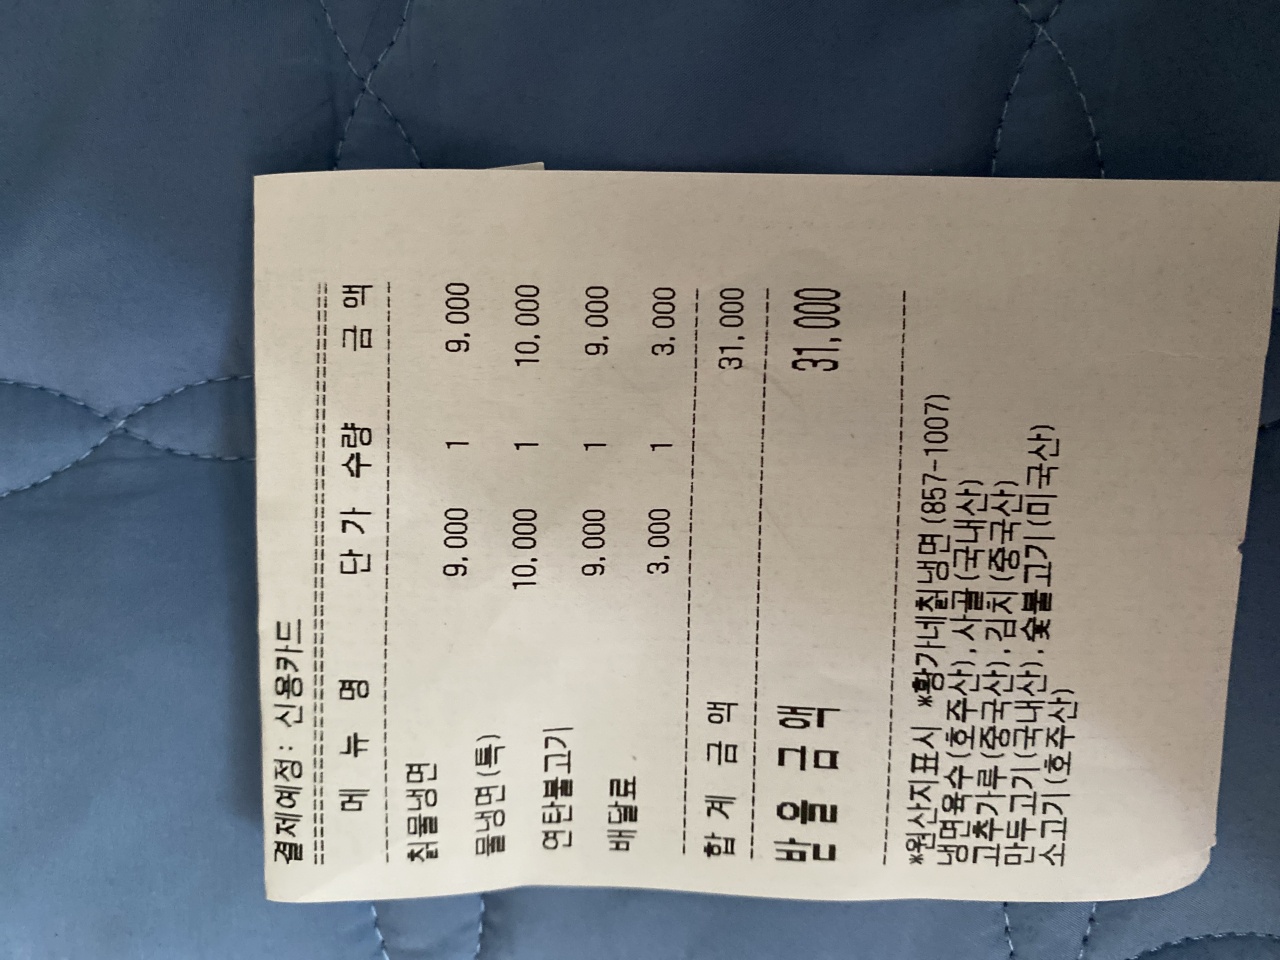 결제예정: 신용카드
메 뉴 명 단 가 수량 금 액
칡물냉면 9,000 1 9,000
물냉면(특) 10,000 1 10,000
연탄불고기 9,000 1 9,000
배달료 3,000 1 3,000
합 계 금 액 31,000
받을금액 31,000
*원산지표시 *황가네칡냉면(857-1007)
냉면육수(호주산),사골(국내산)
고추가루(중국산),김치(중국산)
만두고기(국내산),숯불고기(미국산)
소고기(호주산)